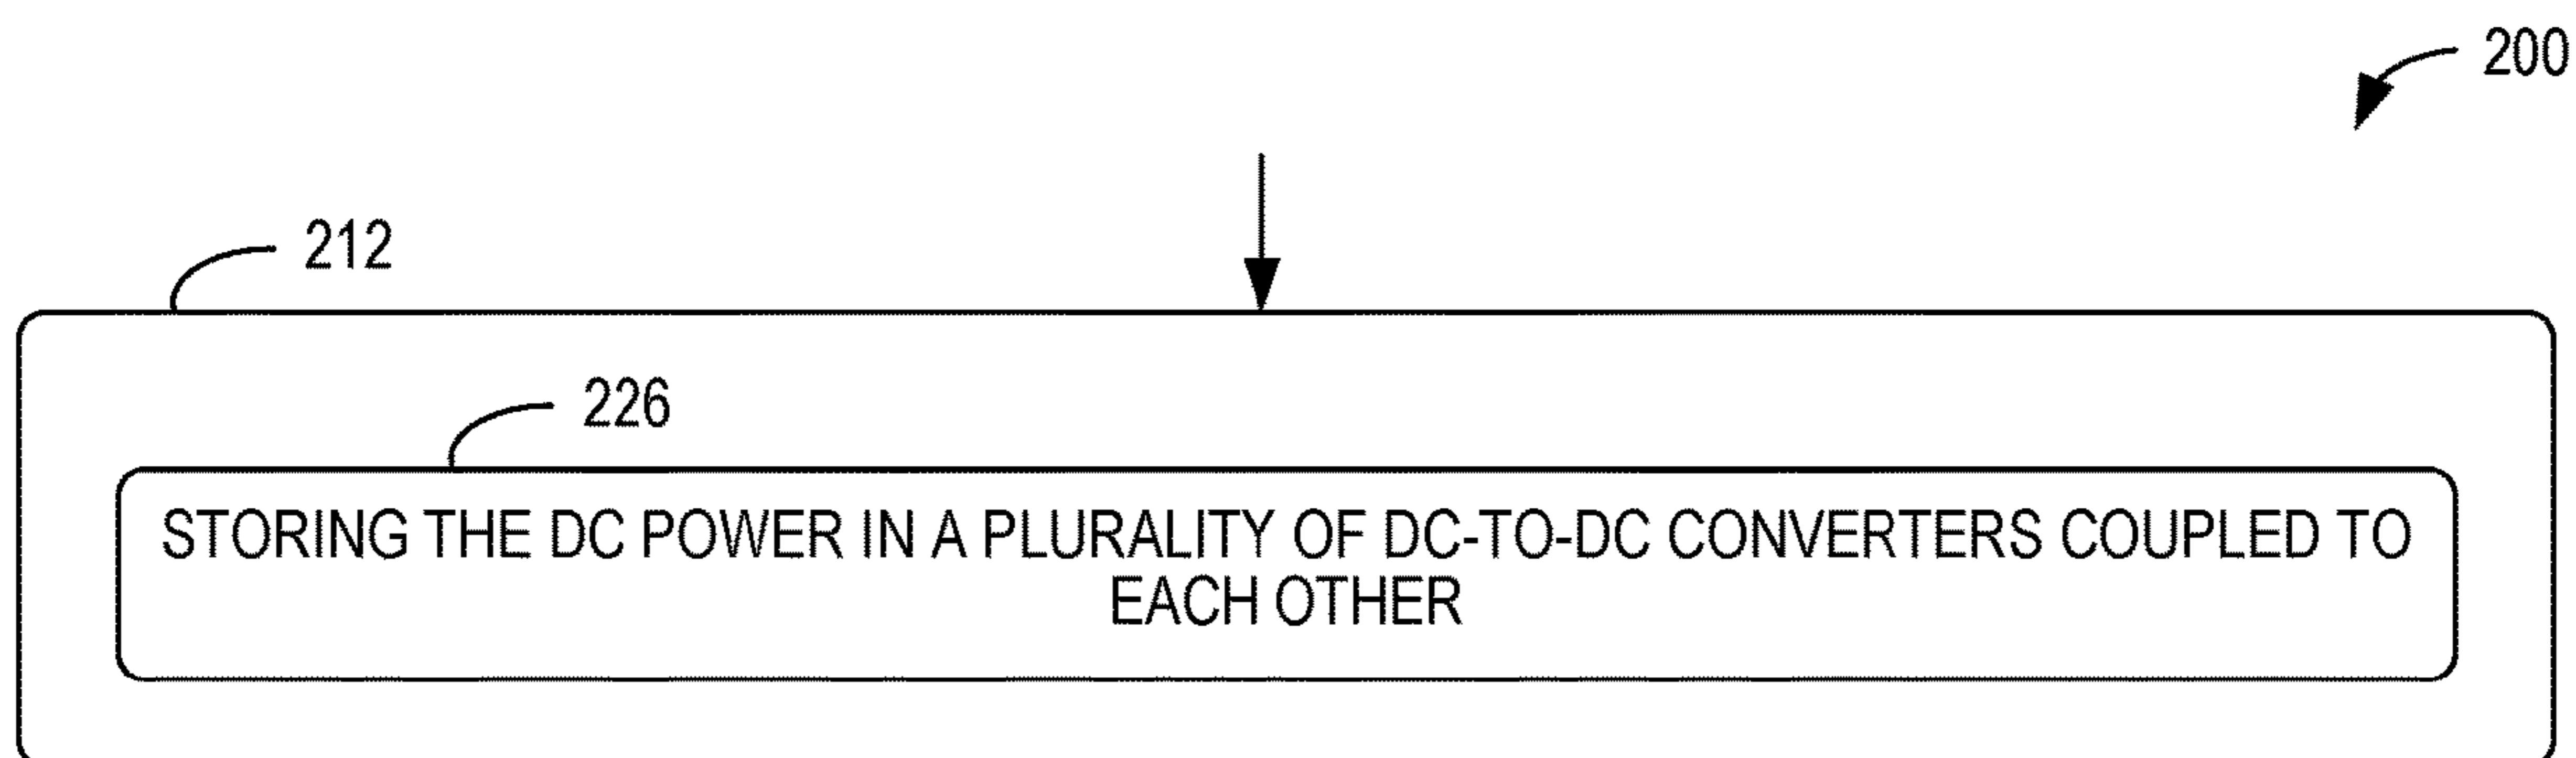 200
212
226
STORING THE DC POWER IN A PLURALITY OF DC-TO-DC CONVERTERS COUPLED TO
EACH OTHER